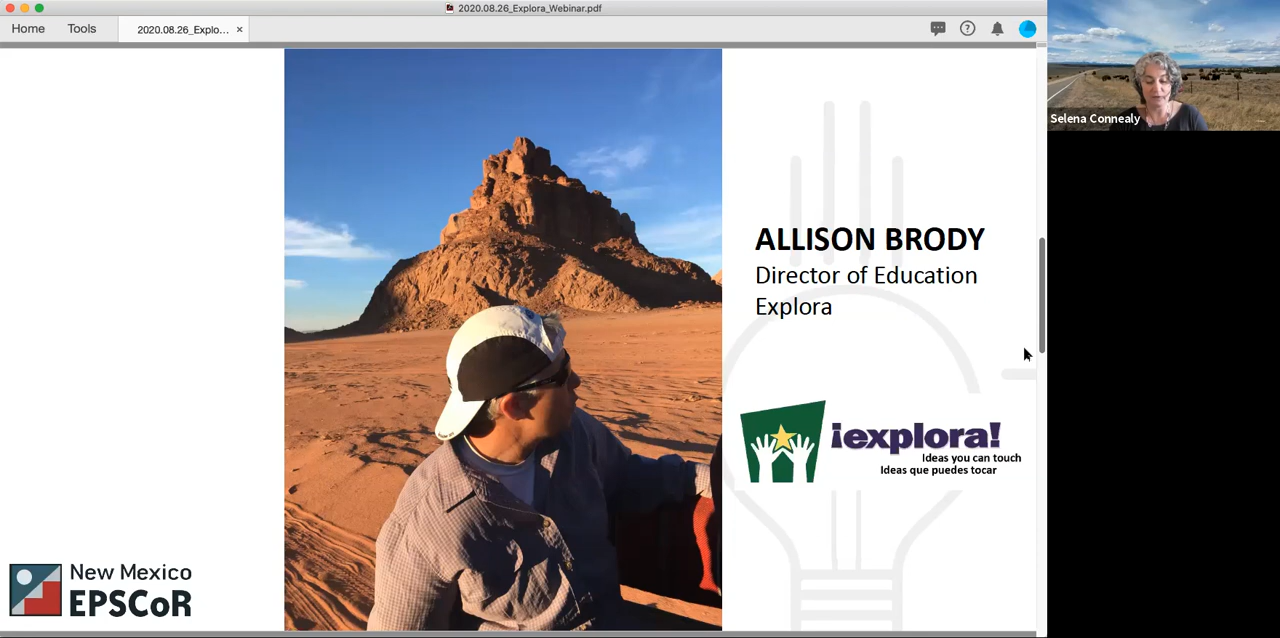 2020.08.26_Explora_Webinar.pdf
Home
Tools
2020.08.26_Explo...
Selena Connealy
ALLISON BRODY
Director of Education
Explora
¡explora!
Ideas you can touch
Ideas que puedes tocar
New Mexico
EPSCoR